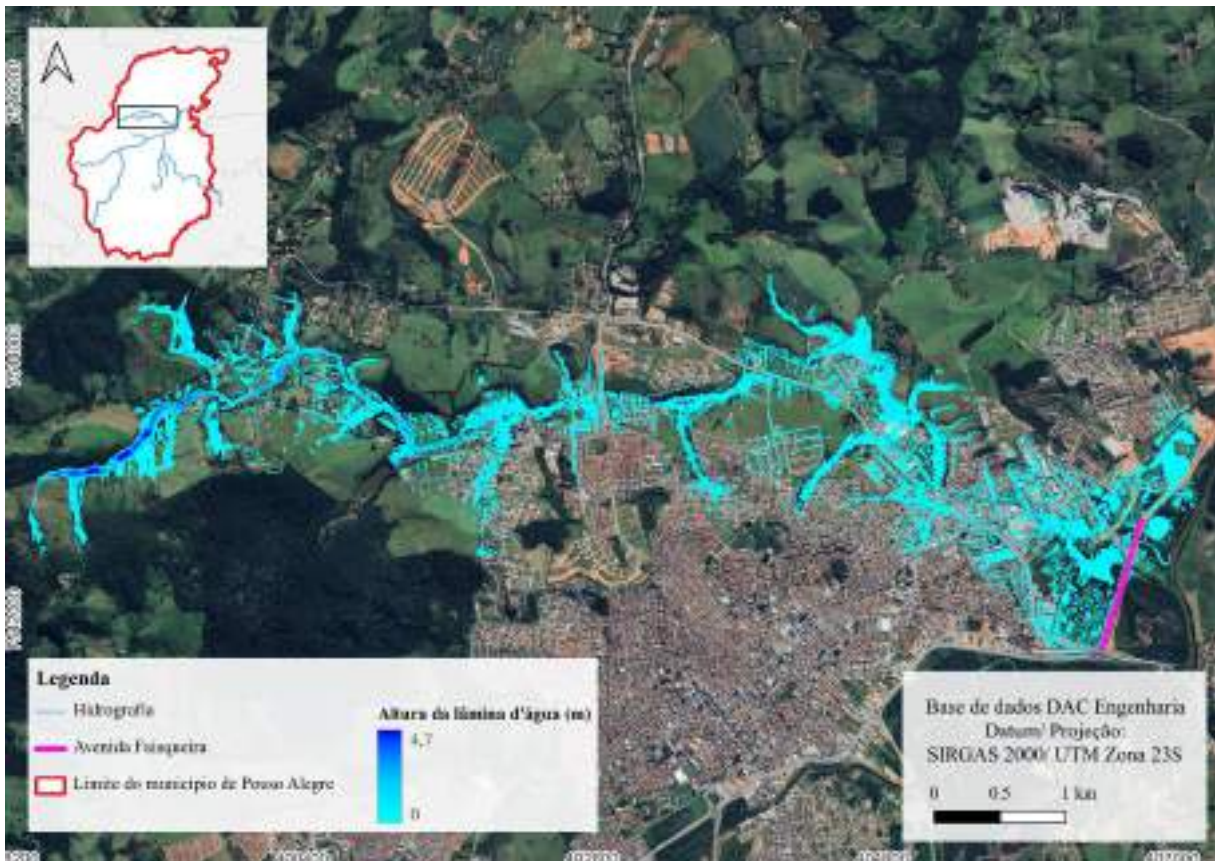 Legenda
Hidrografia
Avenida Faisqueira
Limite do município de Pouso Alegre
Altura da lâmina d'água (m)
4,7
0
Base de dados DAC Engenharia
Datum/ Projeção:
SIRGAS 2000/ UTM Zona 23S
0 0.5 1 km